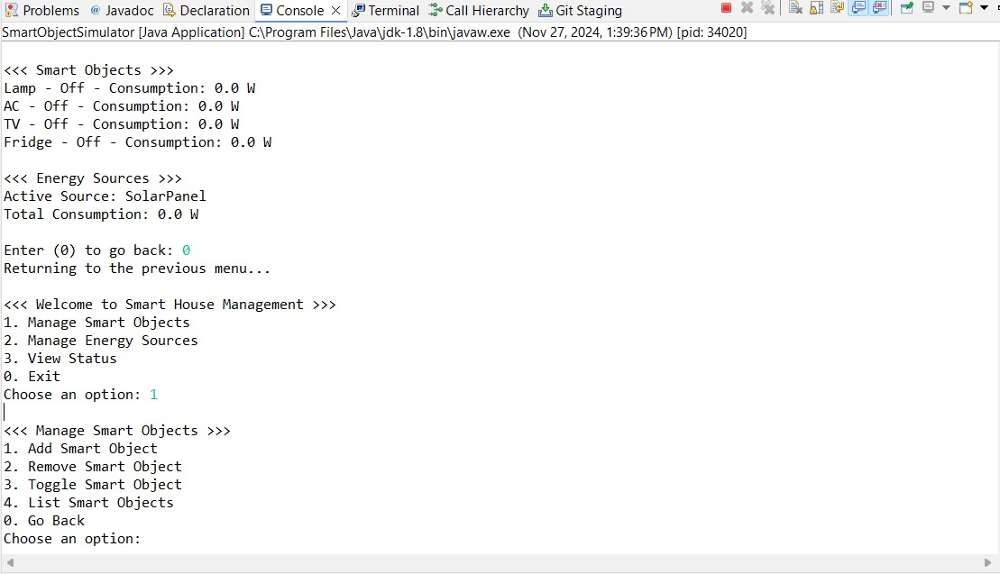 Problems @ Javadoc Declaration Console Terminal Call Hierarchy Git Staging
SmartObjectSimulator [Java Application] C:\Program Files\Java\jdk-1.8\bin\javaw.exe (Nov 27, 2024, 1:39:36 PM) [pid: 34020]
<<< Smart Objects >>>
Lamp - Off - Consumption: 0.0 W
AC - Off - Consumption: 0.0 W
TV - Off - Consumption: 0.0 W
Fridge - Off - Consumption: 0.0 W
<<< Energy Sources >>>
Active Source: SolarPanel
Total Consumption: 0.0 W
Enter (0) to go back: 0
Returning to the previous menu...
<<< Welcome to Smart House Management >>>
1. Manage Smart Objects
2. Manage Energy Sources
3. View Status
0. Exit
Choose an option: 1
<<< Manage Smart Objects >>>
1. Add Smart Object
2. Remove Smart Object
3. Toggle Smart Object
4. List Smart Objects
0. Go Back
Choose an option: